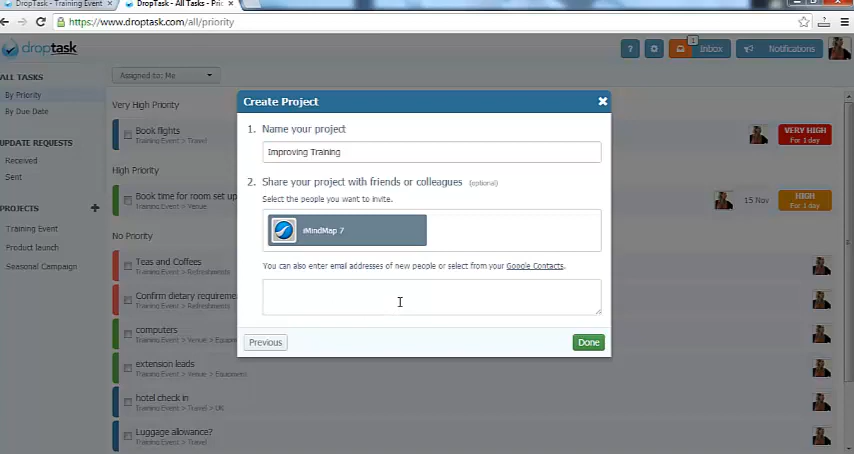 DropTask - Training Event
DropTask - All Tasks - Pri
https://www.droptask.com/all/priority
droptask
?
1
Inbox
Notifications
ALL TASKS
By Priority
By Due Date
UPDATE REQUESTS
Received
Sent
PROJECTS
Training Event
Product launch
Seasonal Campaign
Assigned to: Me
Very High Priority
Book flights
Training Event > Travel
VERY HIGH
For 1 day
High Priority
Book time for room set up
Training Event > Venue
15 Nov
HIGH
For 1 day
No Priority
Teas and Coffees
Training Event > Refreshments
Confirm dietary requireme
Training Event > Refreshments
computers
Training Event > Venue > Equipm
extension leads
Training Event > Venue > Equipment
hotel check in
Training Event > Travel > UK
Luggage allowance?
Training Event > Travel
Create Project
1. Name your project
Improving Training
2. Share your project with friends or colleagues (optional)
Select the people you want to invite.
iMindMap 7
You can also enter email addresses of new people or select from your Google Contacts.
Previous
Done